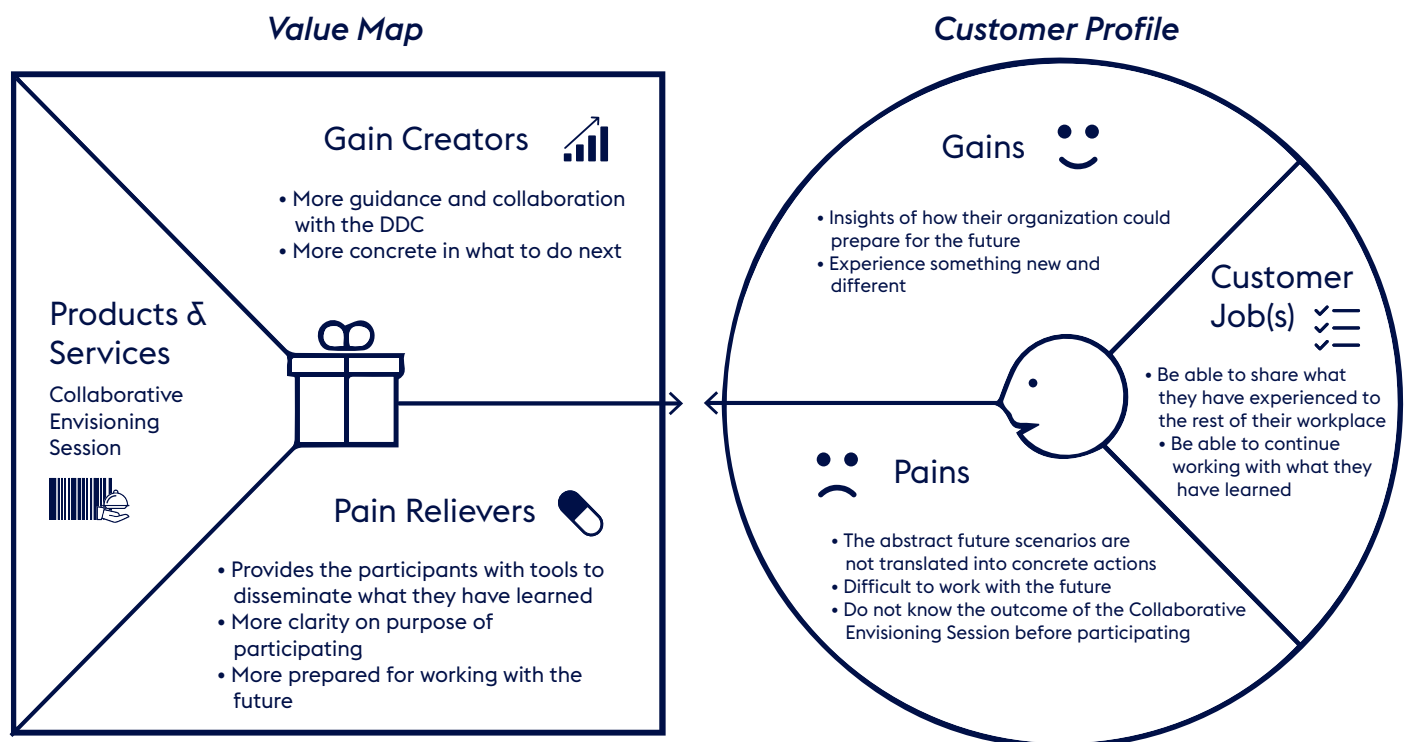 Value Map
Gain Creators
• More guidance and collaboration
with the DDC
• More concrete in what to do next
Products &
Services
Collaborative
Envisioning
Session
Pain Relievers
• Provides the participants with tools to
disseminate what they have learned
• More clarity on purpose of
participating
• More prepared for working with the
future
Customer Profile
Gains
• Insights of how their organization could
prepare for the future
• Experience something new and
different
Customer
Job(s)
• Be able to share what
they have experienced to
the rest of their workplace
• Be able to continue
working with what they
have learned
Pains
• The abstract future scenarios are
not translated into concrete actions
• Difficult to work with the future
• Do not know the outcome of the Collaborative
Envisioning Session before participating